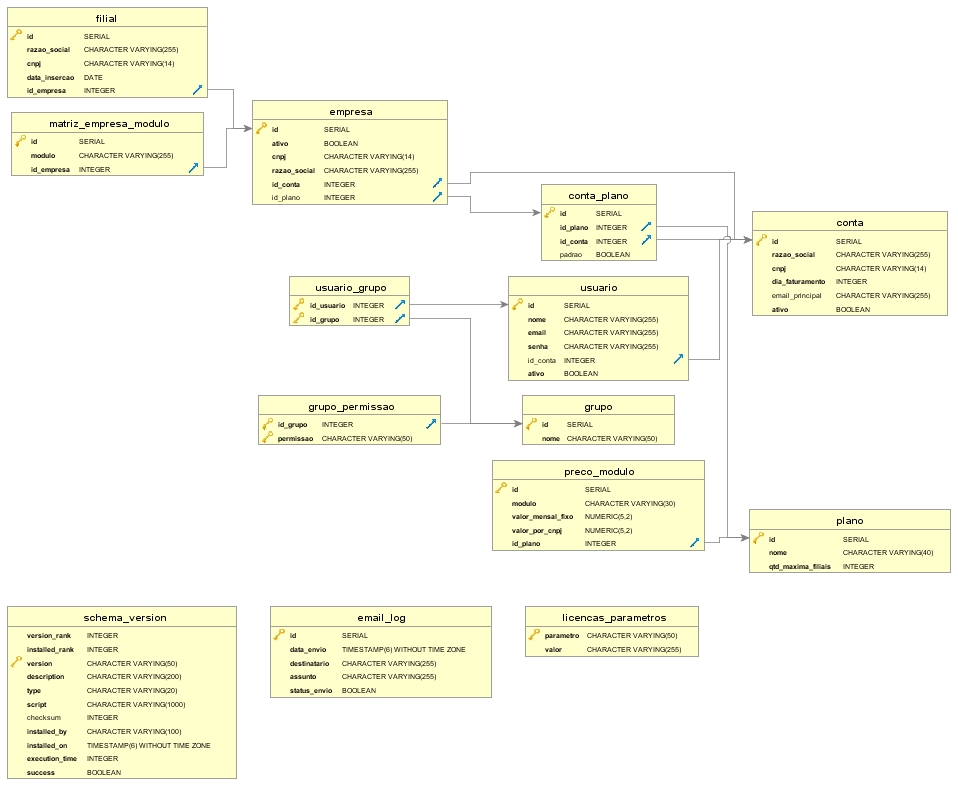 filial
id SERIAL
razao_social CHARACTER VARYING(255)
cnpj CHARACTER VARYING(14)
data_insercao DATE
id_empresa INTEGER
matriz_empresa_modulo
id SERIAL
modulo CHARACTER VARYING(255)
id_empresa INTEGER
empresa
id SERIAL
ativo BOOLEAN
cnpj CHARACTER VARYING(14)
razao_social CHARACTER VARYING(255)
id_conta INTEGER
id_plano INTEGER
conta_plano
id SERIAL
id_plano INTEGER
id_conta INTEGER
padrao BOOLEAN
conta
id SERIAL
razao_social CHARACTER VARYING(255)
cnpj CHARACTER VARYING(14)
dia_faturamento INTEGER
email_principal CHARACTER VARYING(255)
ativo BOOLEAN
usuario_grupo
id_usuario INTEGER
id_grupo INTEGER
usuario
id SERIAL
nome CHARACTER VARYING(255)
email CHARACTER VARYING(255)
senha CHARACTER VARYING(255)
id_conta INTEGER
ativo BOOLEAN
grupo_permissao
id_grupo INTEGER
permissao CHARACTER VARYING(50)
grupo
id SERIAL
nome CHARACTER VARYING(50)
preco_modulo
id SERIAL
modulo CHARACTER VARYING(30)
valor_mensal_fixo NUMERIC(5,2)
valor_por_cnpj NUMERIC(5,2)
id_plano INTEGER
plano
id SERIAL
nome CHARACTER VARYING(40)
qtd_maxima_filiais INTEGER
schema_version
version_rank INTEGER
installed_rank INTEGER
version CHARACTER VARYING(50)
description CHARACTER VARYING(200)
type CHARACTER VARYING(20)
script CHARACTER VARYING(1000)
checksum INTEGER
installed_by CHARACTER VARYING(100)
installed_on TIMESTAMP(6) WITHOUT TIME ZONE
execution_time INTEGER
success BOOLEAN
email_log
id SERIAL
data_envio TIMESTAMP(6) WITHOUT TIME ZONE
destinatario CHARACTER VARYING(255)
assunto CHARACTER VARYING(255)
status_envio BOOLEAN
licencas_parametros
parametro CHARACTER VARYING(50)
valor CHARACTER VARYING(255)